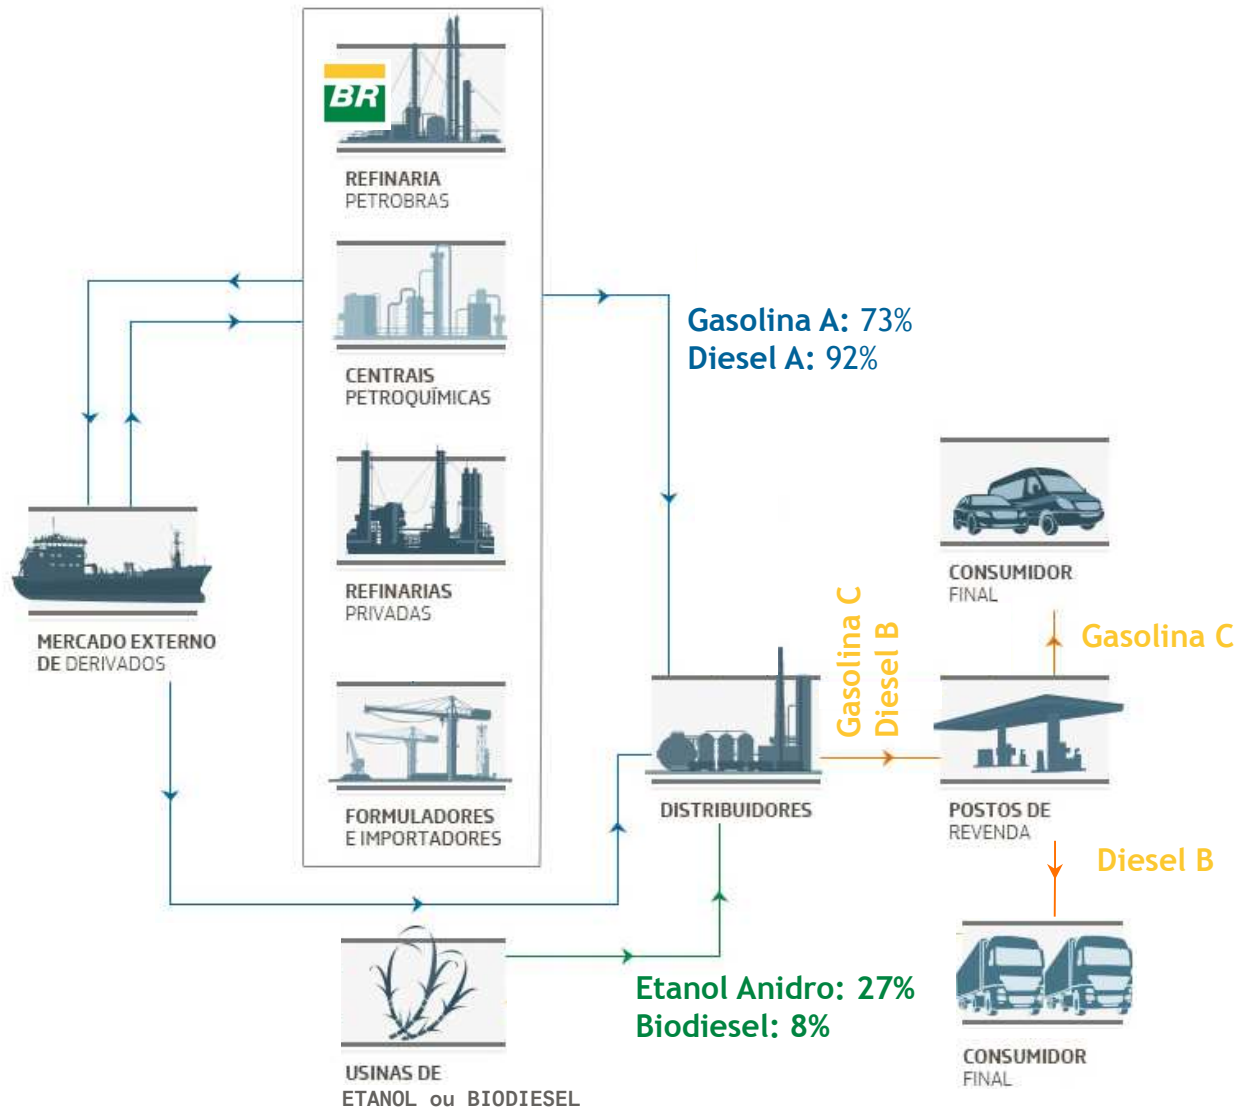 BR
REFINARIA
PETROBRAS
CENTRAIS
PETROQUÍMICAS
REFINARIAS
PRIVADAS
FORMULADORES
E IMPORTADORES
MERCADO EXTERNO
DE DERIVADOS
Gasolina A: 73%
Diesel A: 92%
USINAS DE
ETANOL ou BIODIESEL
Etanol Anidro: 27%
Biodiesel: 8%
DISTRIBUIDORES
Gasolina C
Diesel B
POSTOS DE
REVENDA
Gasolina C
CONSUMIDOR
FINAL
Diesel B
CONSUMIDOR
FINAL